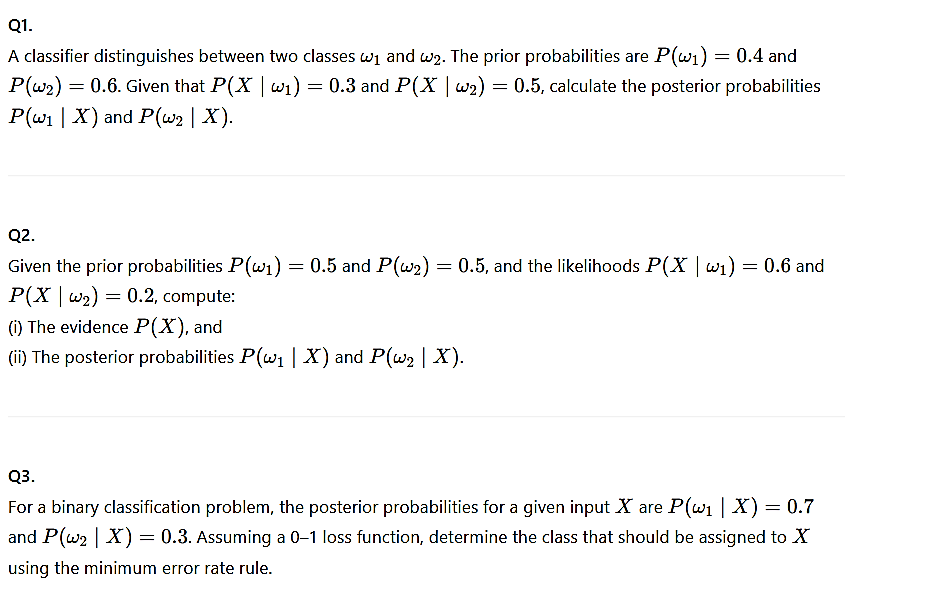 Q1.
A classifier distinguishes between two classes ω₁ and ω₂. The prior probabilities are P(ω₁) = 0.4 and
P(ω₂) = 0.6. Given that P(X | ω₁) = 0.3 and P(X | ω₂) = 0.5, calculate the posterior probabilities
P(ω₁ | X) and P(ω₂ | X).
Q2.
Given the prior probabilities P(ω₁) = 0.5 and P(ω₂) = 0.5, and the likelihoods P(X | ω₁) = 0.6 and
P(X | ω₂) = 0.2, compute:
(i) The evidence P(X), and
(ii) The posterior probabilities P(ω₁ | X) and P(ω₂ | X).
Q3.
For a binary classification problem, the posterior probabilities for a given input X are P(ω₁ | X) = 0.7
and P(ω₂ | X) = 0.3. Assuming a 0–1 loss function, determine the class that should be assigned to X
using the minimum error rate rule.